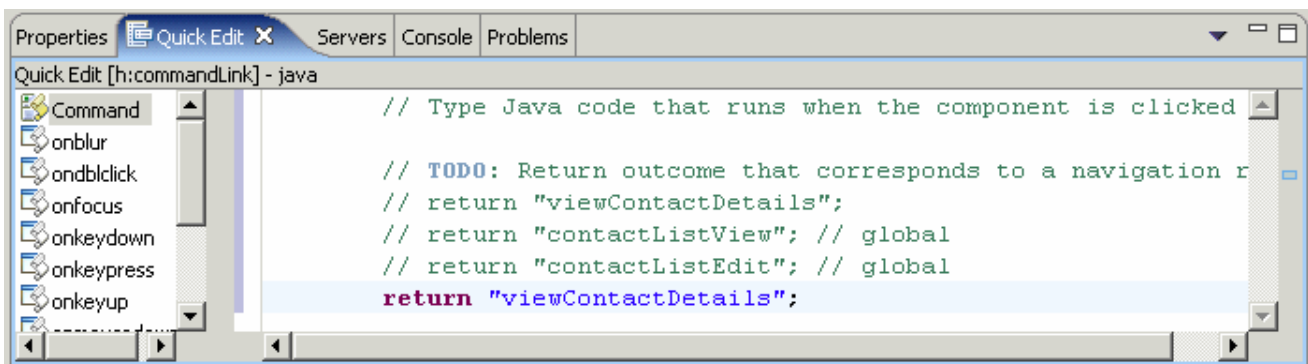 Properties Quick Edit Servers Console Problems
Quick Edit [h:commandLink] - java
Command
onblur
ondblclick
onfocus
onkeydown
onkeypress
onkeyup
// Type Java code that runs when the component is clicked
// TODO: Return outcome that corresponds to a navigation r
// return "viewContactDetails";
// return "contactListView"; // global
// return "contactListEdit"; // global
return "viewContactDetails";